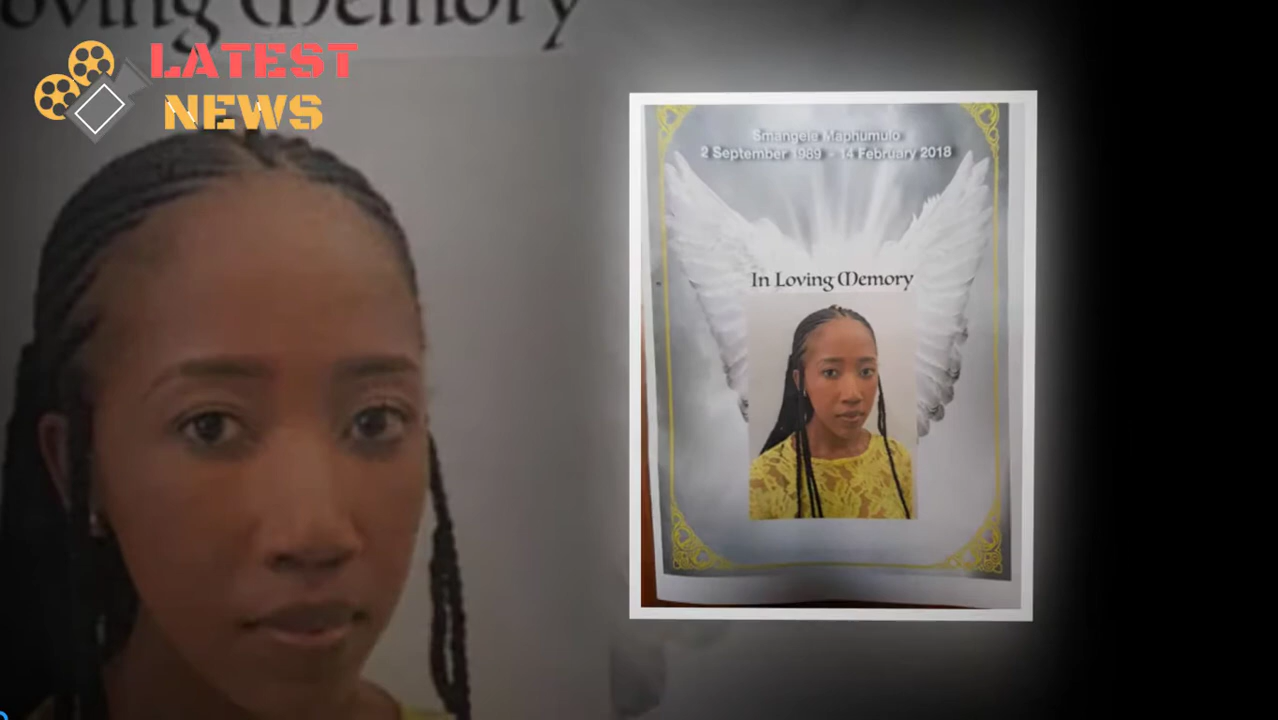 oving Memory
LATEST
NEWS
Smangele Maphumulo
2 September 1989 - 14 February 2018
In Loving Memory